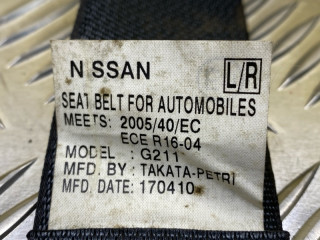 NISSAN L/R
SEAT BELT FOR AUTOMOBILES
MEETS: 2005/40/EC
ECE R16-04
MODEL : G211
MFD. BY : TAKATA-PETRI
MFD. DATE: 170410